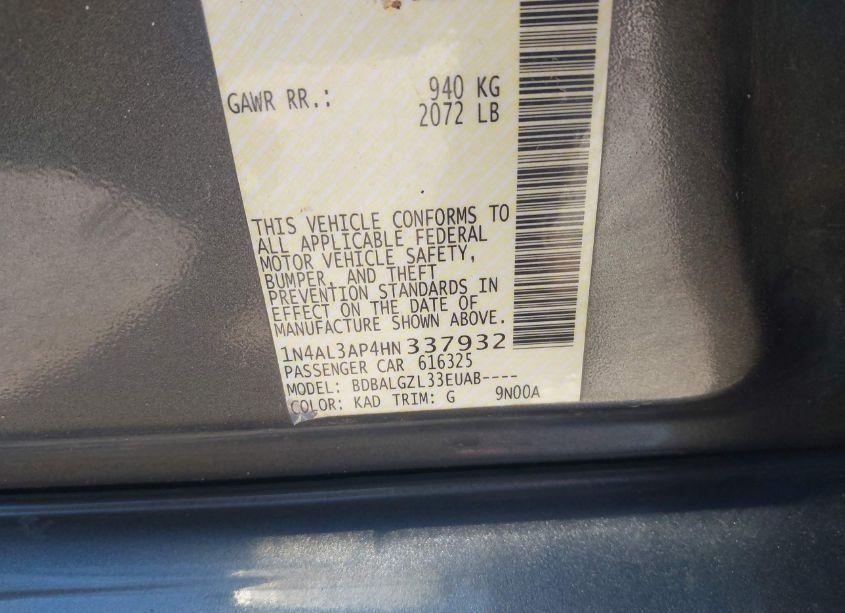 GAWR RR.: 940 KG
2072 LB
THIS VEHICLE CONFORMS TO
ALL APPLICABLE FEDERAL
MOTOR VEHICLE SAFETY,
BUMPER, AND THEFT
PREVENTION STANDARDS IN
EFFECT ON THE DATE OF
MANUFACTURE SHOWN ABOVE.
1N4AL3AP4HN337932
PASSENGER CAR 616325
MODEL: BDBALGZL33EUAB----
COLOR: KAD TRIM: G 9N00A